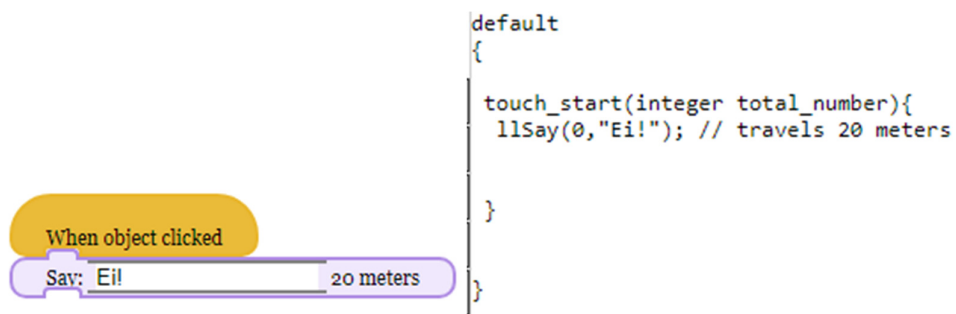 default
{
touch_start(integer total_number){
llSay(0,"Ei!"); // travels 20 meters
}
}
When object clicked
Say: Ei! 20 meters